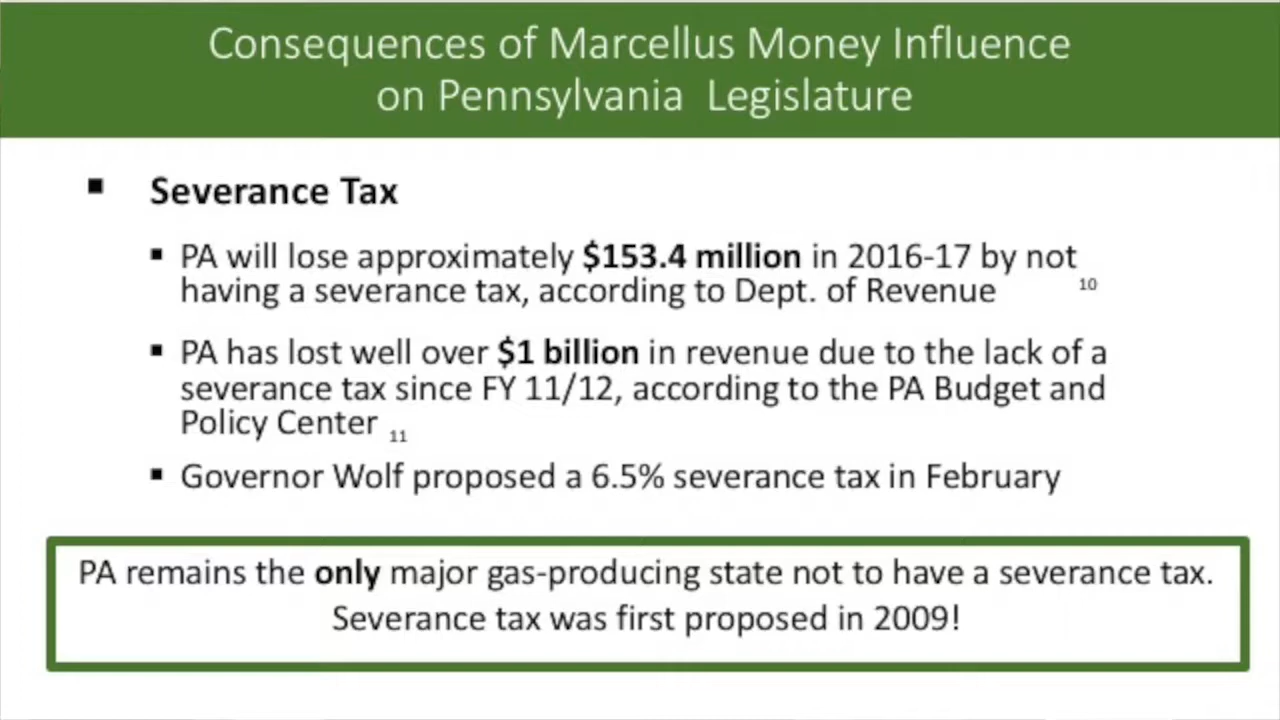 Consequences of Marcellus Money Influence
on Pennsylvania Legislature
▪ Severance Tax
▪ PA will lose approximately $153.4 million in 2016-17 by not
having a severance tax, according to Dept. of Revenue 10
▪ PA has lost well over $1 billion in revenue due to the lack of a
severance tax since FY 11/12, according to the PA Budget and
Policy Center 11
▪ Governor Wolf proposed a 6.5% severance tax in February
PA remains the only major gas-producing state not to have a severance tax.
Severance tax was first proposed in 2009!